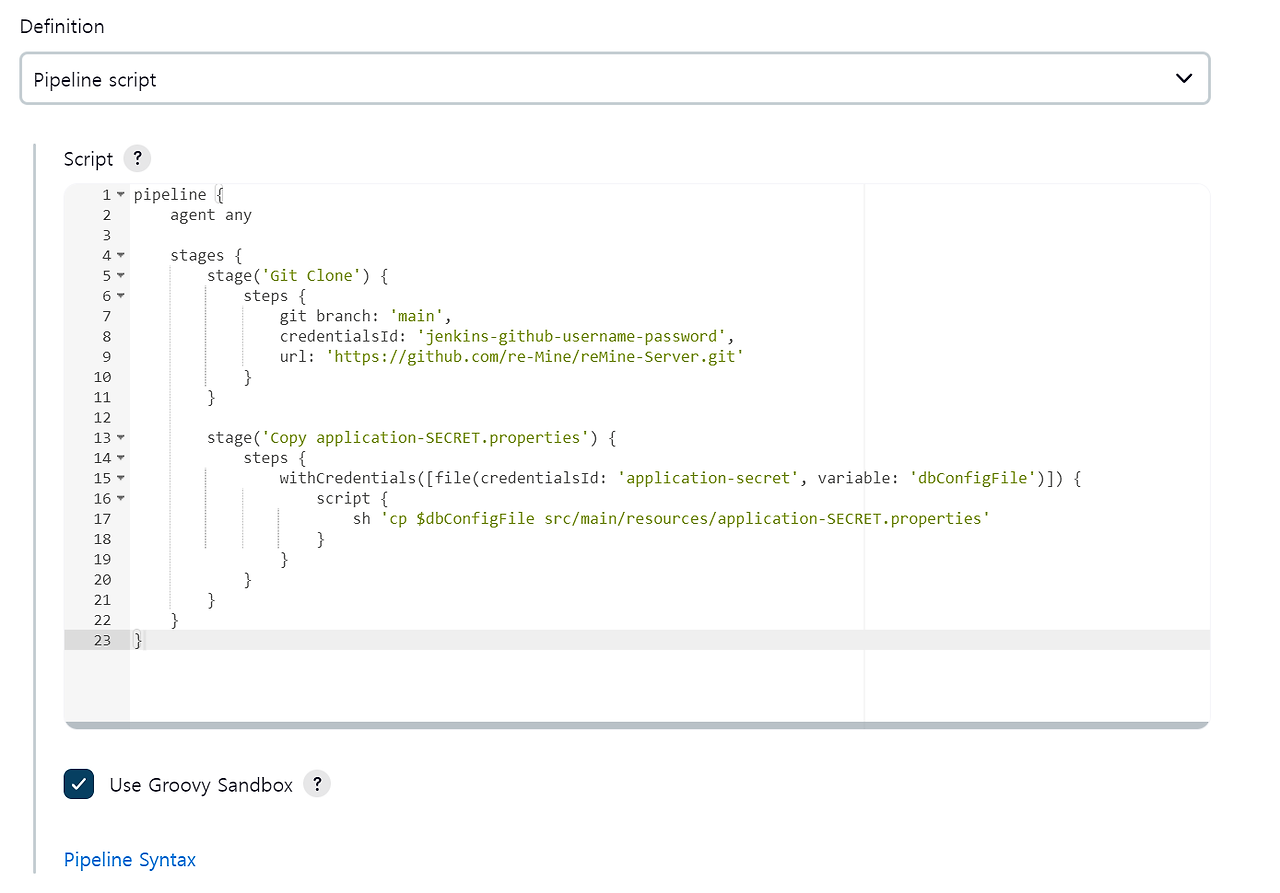 Definition
Pipeline script
Script ?
1 pipeline {
2     agent any
3
4     stages {
5         stage('Git Clone') {
6             steps {
7                 git branch: 'main',
8                 credentialsId: 'jenkins-github-username-password',
9                 url: 'https://github.com/re-Mine/reMine-Server.git'
10             }
11         }
12
13         stage('Copy application-SECRET.properties') {
14             steps {
15                 withCredentials([file(credentialsId: 'application-secret', variable: 'dbConfigFile')]) {
16                     script {
17                         sh 'cp $dbConfigFile src/main/resources/application-SECRET.properties'
18                     }
19                 }
20             }
21         }
22     }
23 }
Use Groovy Sandbox ?
Pipeline Syntax